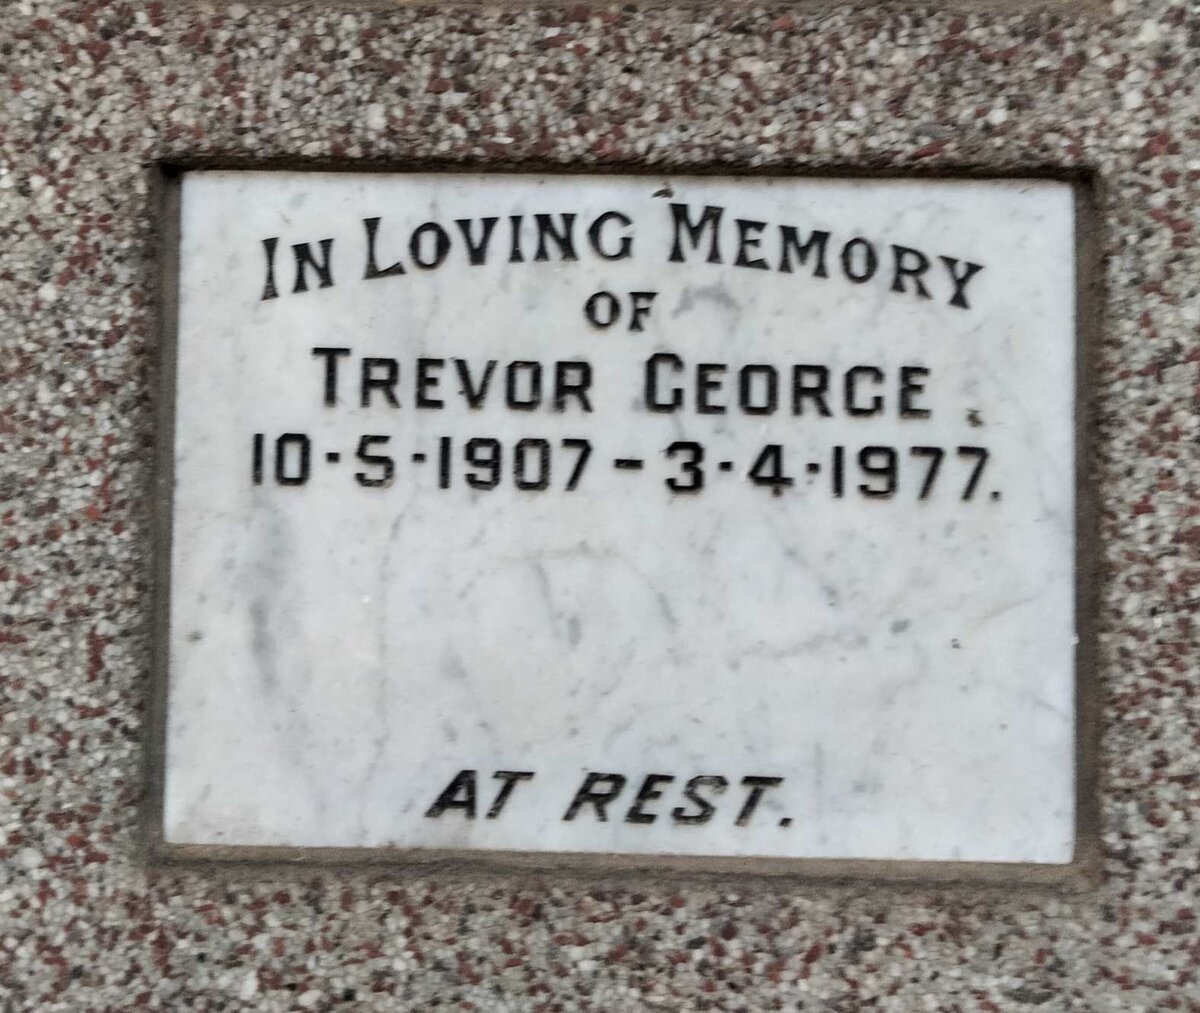 IN LOVING MEMORY
OF
TREVOR GEORGE
10·5·1907 - 3·4·1977.
AT REST.